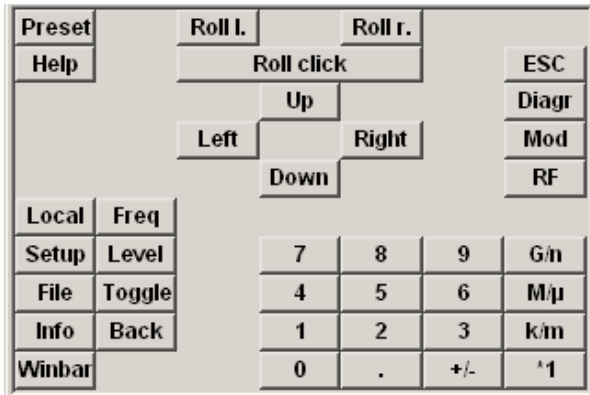 Preset Roll l. Roll r.
Help Roll click ESC
Up Diagr
Left Right Mod
Down RF
Local Freq
Setup Level 7 8 9 G/n
File Toggle 4 5 6 M/µ
Info Back 1 2 3 k/m
Winbar 0 . +/- *1